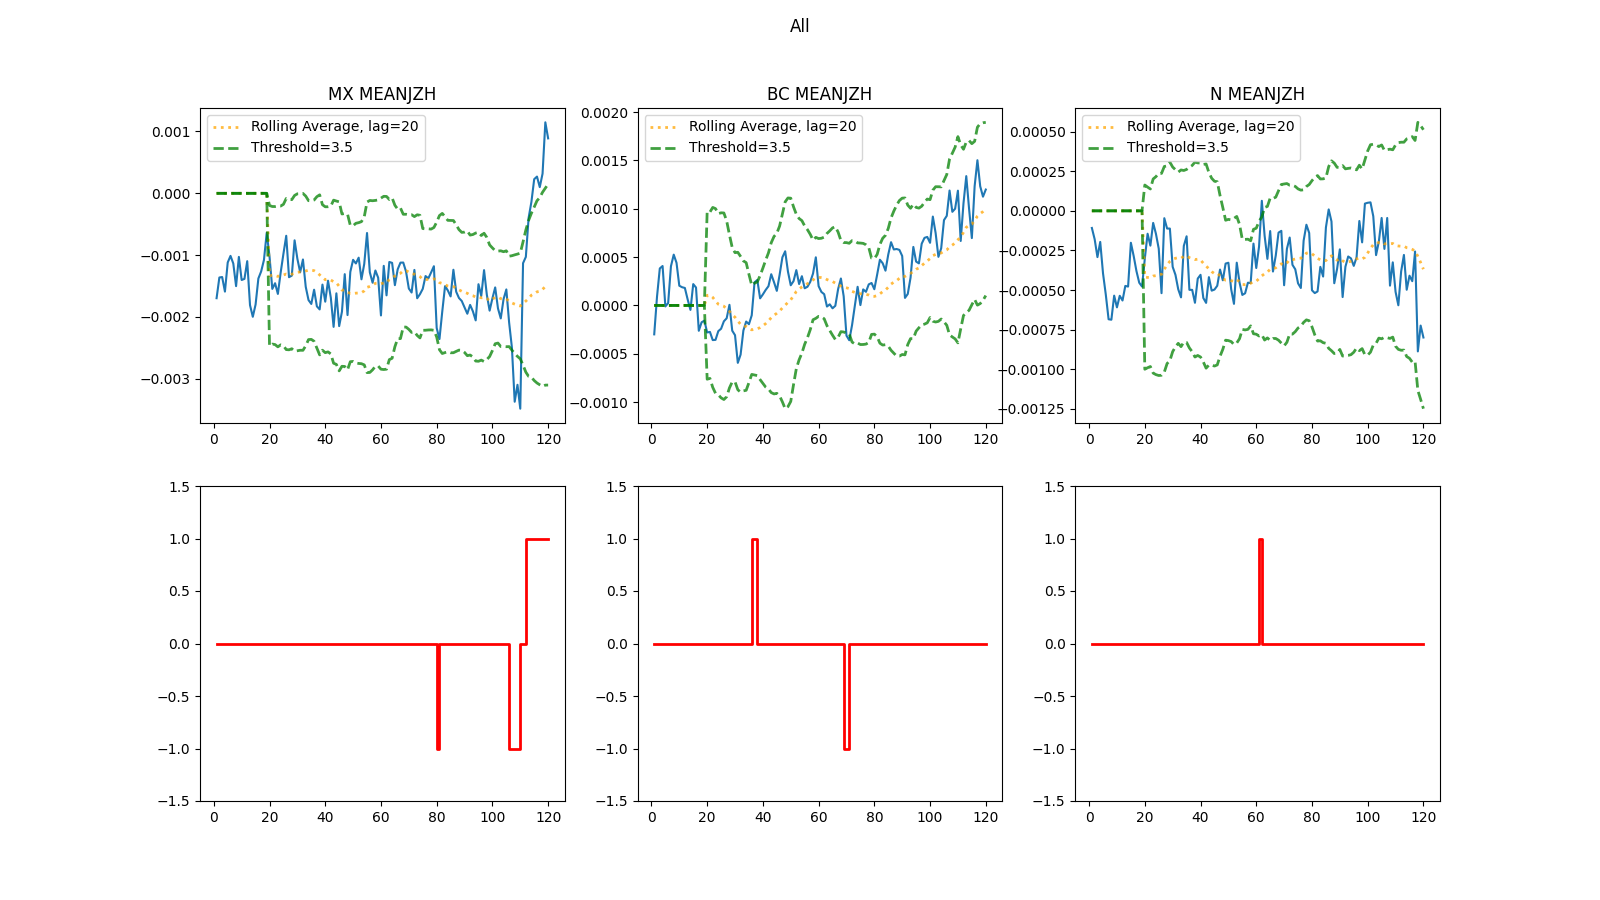 All
MX MEANJZH
Rolling Average, lag=20
Threshold=3.5
0.001
0.000
−0.001
−0.002
−0.003
0 20 40 60 80 100 120
BC MEANJZH
Rolling Average, lag=20
Threshold=3.5
0.0020
0.0015
0.0010
0.0005
0.0000
−0.0005
−0.0010
0 20 40 60 80 100 120
N MEANJZH
Rolling Average, lag=20
Threshold=3.5
0.00050
0.00025
0.00000
−0.00025
−0.00050
−0.00075
−0.00100
−0.00125
0 20 40 60 80 100 120
1.5
1.0
0.5
0.0
−0.5
−1.0
−1.5
0 20 40 60 80 100 120
1.5
1.0
0.5
0.0
−0.5
−1.0
−1.5
0 20 40 60 80 100 120
1.5
1.0
0.5
0.0
−0.5
−1.0
−1.5
0 20 40 60 80 100 120